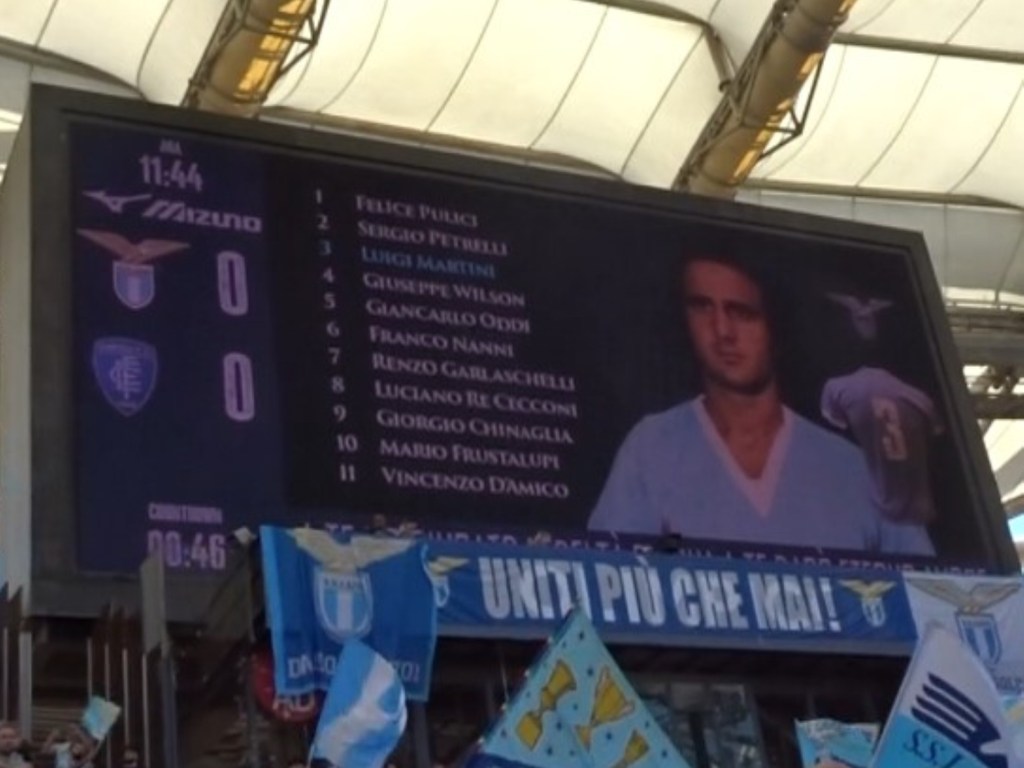 11:44
MIZUNO
0
0
COUNTDOWN
00:46
1 FELICE PULICI
2 SERGIO PETRELLI
3 LUIGI MARTINI
4 GIUSEPPE WILSON
5 GIANCARLO ODDI
6 FRANCO NANNI
7 RENZO GARLASCHELLI
8 LUCIANO RE CECCONI
9 GIORGIO CHINAGLIA
10 MARIO FRUSTALUPI
11 VINCENZO D'AMICO
3
UNITI PIÙ CHE MAI!
S.S.L